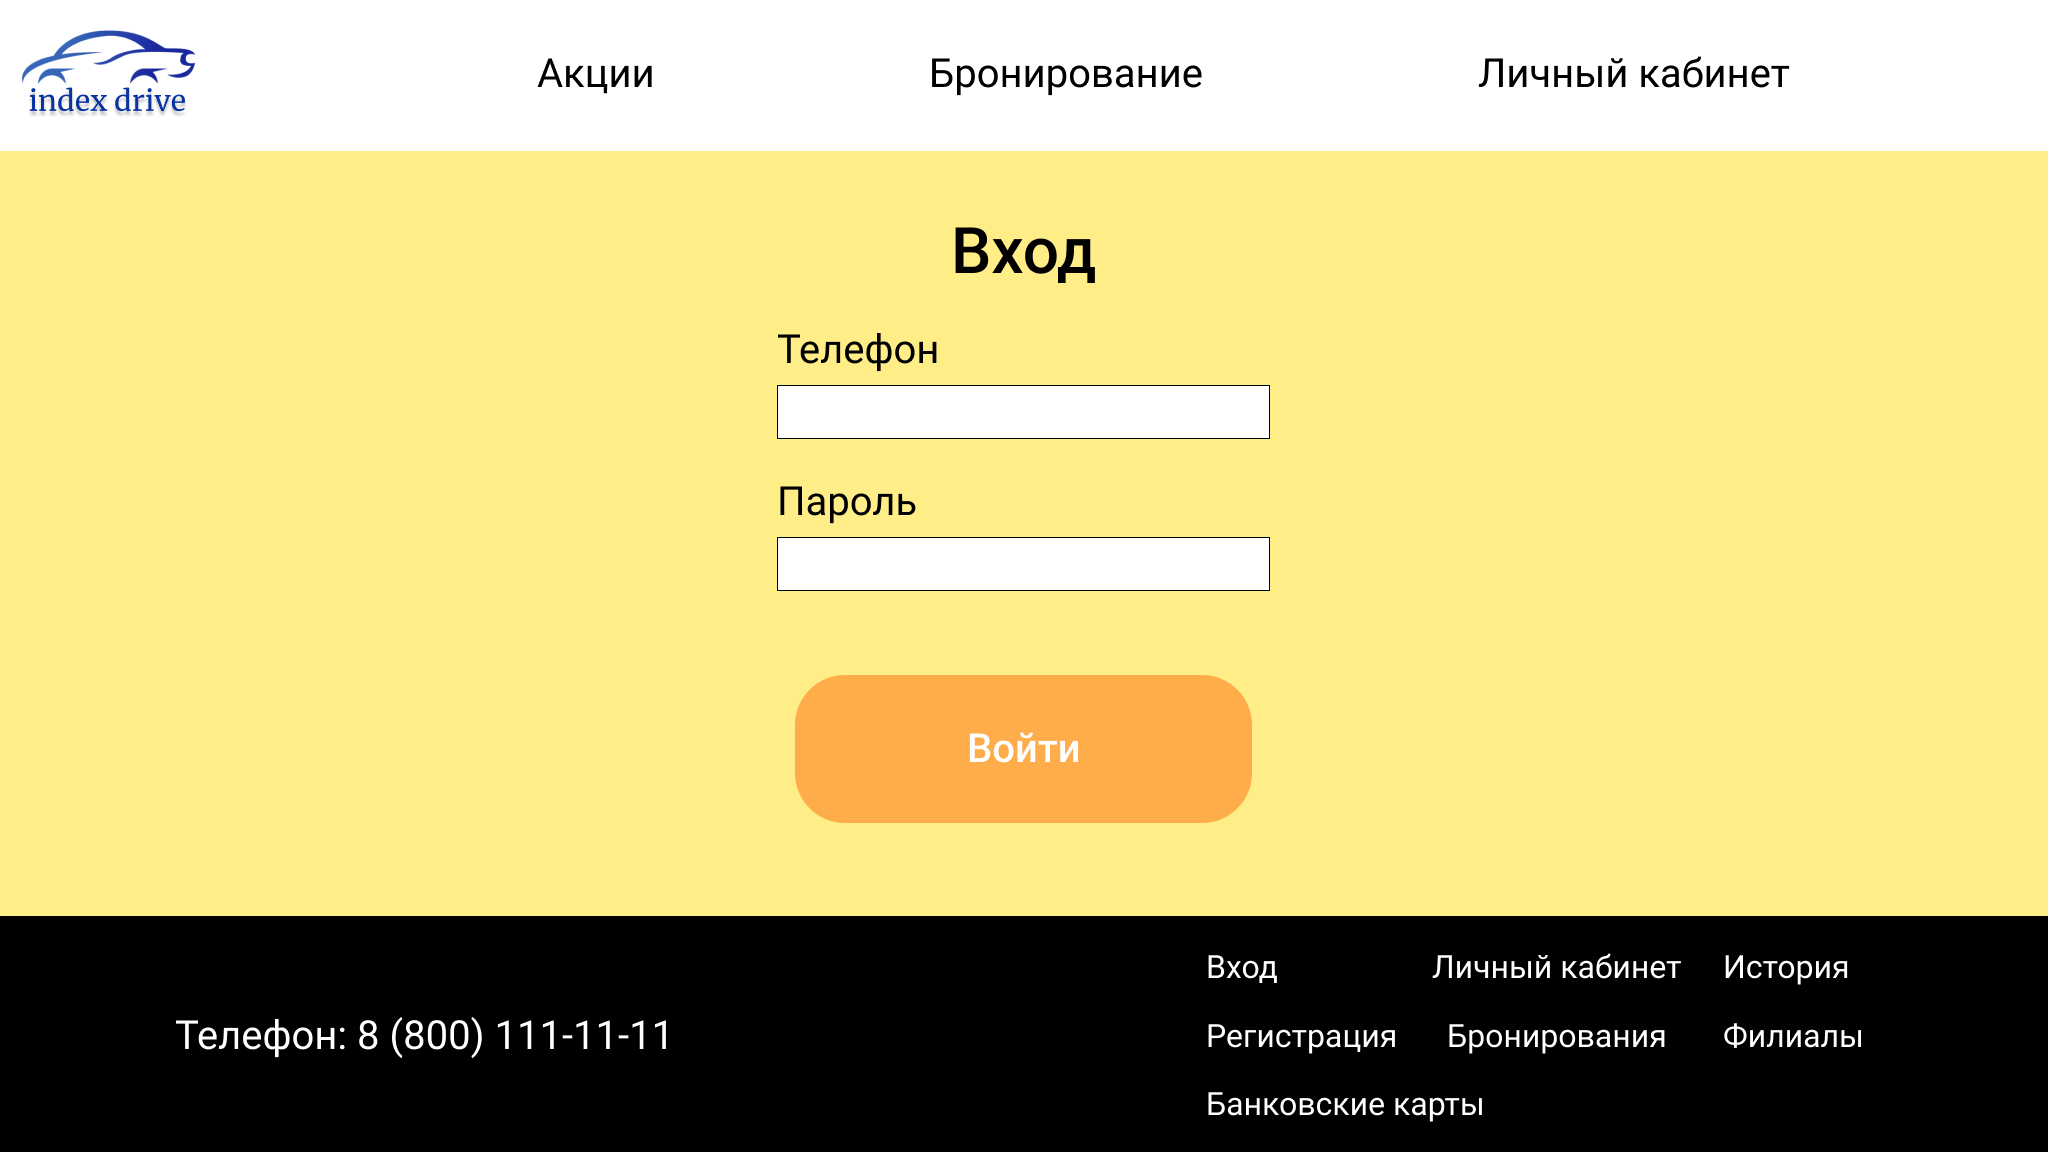 index drive
Акции Бронирование Личный кабинет
Вход
Телефон
Пароль
Войти
Телефон: 8 (800) 111-11-11
Вход Личный кабинет История
Регистрация Бронирования Филиалы
Банковские карты